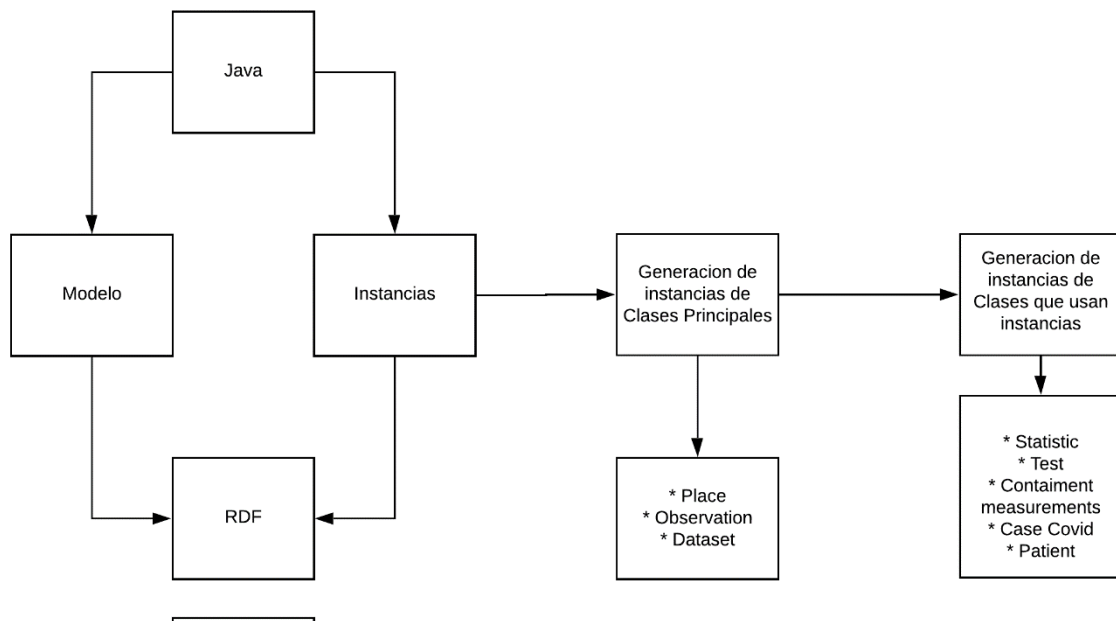 Java
Modelo
Instancias
Generacion de
instancias de
Clases Principales
Generacion de
instancias de
Clases que usan
instancias
RDF
* Place
* Observation
* Dataset
* Statistic
* Test
* Contaiment
measurements
* Case Covid
* Patient